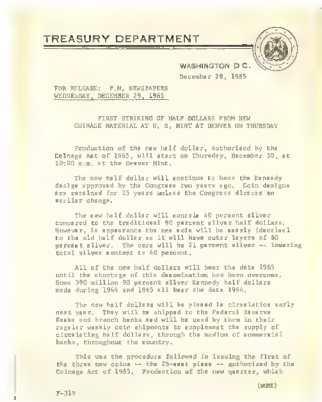 TREASURY DEPARTMENT
WASHINGTON D C.
December 28, 1965
FOR RELEASE: P.M. NEWSPAPERS
WEDNESDAY, DECEMBER 29, 1965
FIRST STRIKING OF HALF DOLLARS FROM NEW
COINAGE MATERIAL AT U. S. MINT AT DENVER ON THURSDAY
Production of the new half dollar, authorized by the
Coinage Act of 1965, will start on Thursday, December 30, at
10:00 a.m. at the Denver Mint.
The new half dollar will continue to bear the Kennedy
design approved by the Congress two years ago. Coin designs
are retained for 25 years unless the Congress directs an
earlier change.
The new half dollar will contain 40 percent silver
compared to the traditional 90 percent silver half dollars.
However, in appearance the new coin will be nearly identical
to the old half dollar as it will have outer layers of 80
percent silver. The core will be 21 percent silver -- lowering
total silver content to 40 percent.
All of the new half dollars will bear the date 1965
until the shortage of this denomination has been overcome.
Some 390 million 90 percent silver Kennedy half dollars
made during 1964 and 1965 all bear the date 1964.
The new half dollars will be placed in circulation early
next year. They will be shipped to the Federal Reserve
Banks and branch banks and will be used by them in their
regular weekly coin shipments to supplement the supply of
circulating half dollars, through the medium of commercial
banks, throughout the country.
This was the procedure followed in issuing the first of
the three new coins -- the 25-cent piece -- authorized by the
Coinage Act of 1965. Production of the new quarter, which
(MORE)
F-319